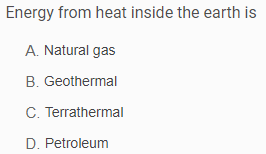 Energy from heat inside the earth is
A. Natural gas
B. Geothermal
C. Terrathermal
D. Petroleum